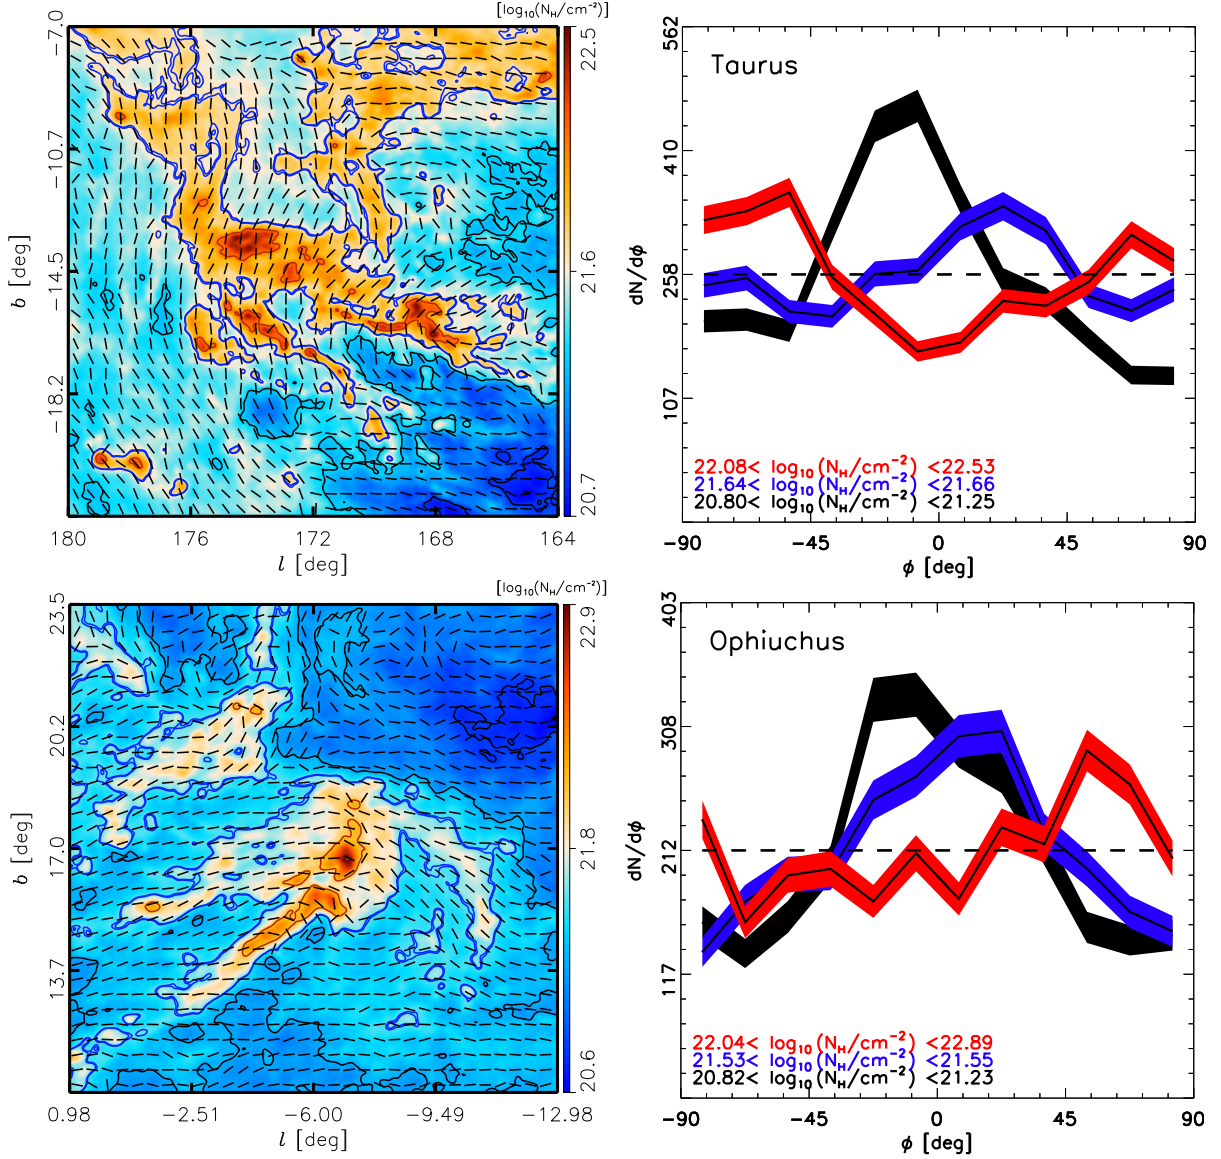 [log₁₀(N_H/cm⁻²)]
−7.0
−10.7
−14.5
−18.2
b [deg]
180
176
172
168
164
l [deg]
22.5
21.6
20.7
Taurus
562
410
258
107
dN/dϕ
22.08< log₁₀(N_H/cm⁻²) <22.53
21.64< log₁₀(N_H/cm⁻²) <21.66
20.80< log₁₀(N_H/cm⁻²) <21.25
−90
−45
0
45
90
ϕ [deg]
[log₁₀(N_H/cm⁻²)]
23.5
20.2
17.0
13.7
b [deg]
0.98
−2.51
−6.00
−9.49
−12.98
l [deg]
22.9
21.8
20.6
Ophiuchus
403
308
212
117
dN/dϕ
22.04< log₁₀(N_H/cm⁻²) <22.89
21.53< log₁₀(N_H/cm⁻²) <21.55
20.82< log₁₀(N_H/cm⁻²) <21.23
−90
−45
0
45
90
ϕ [deg]